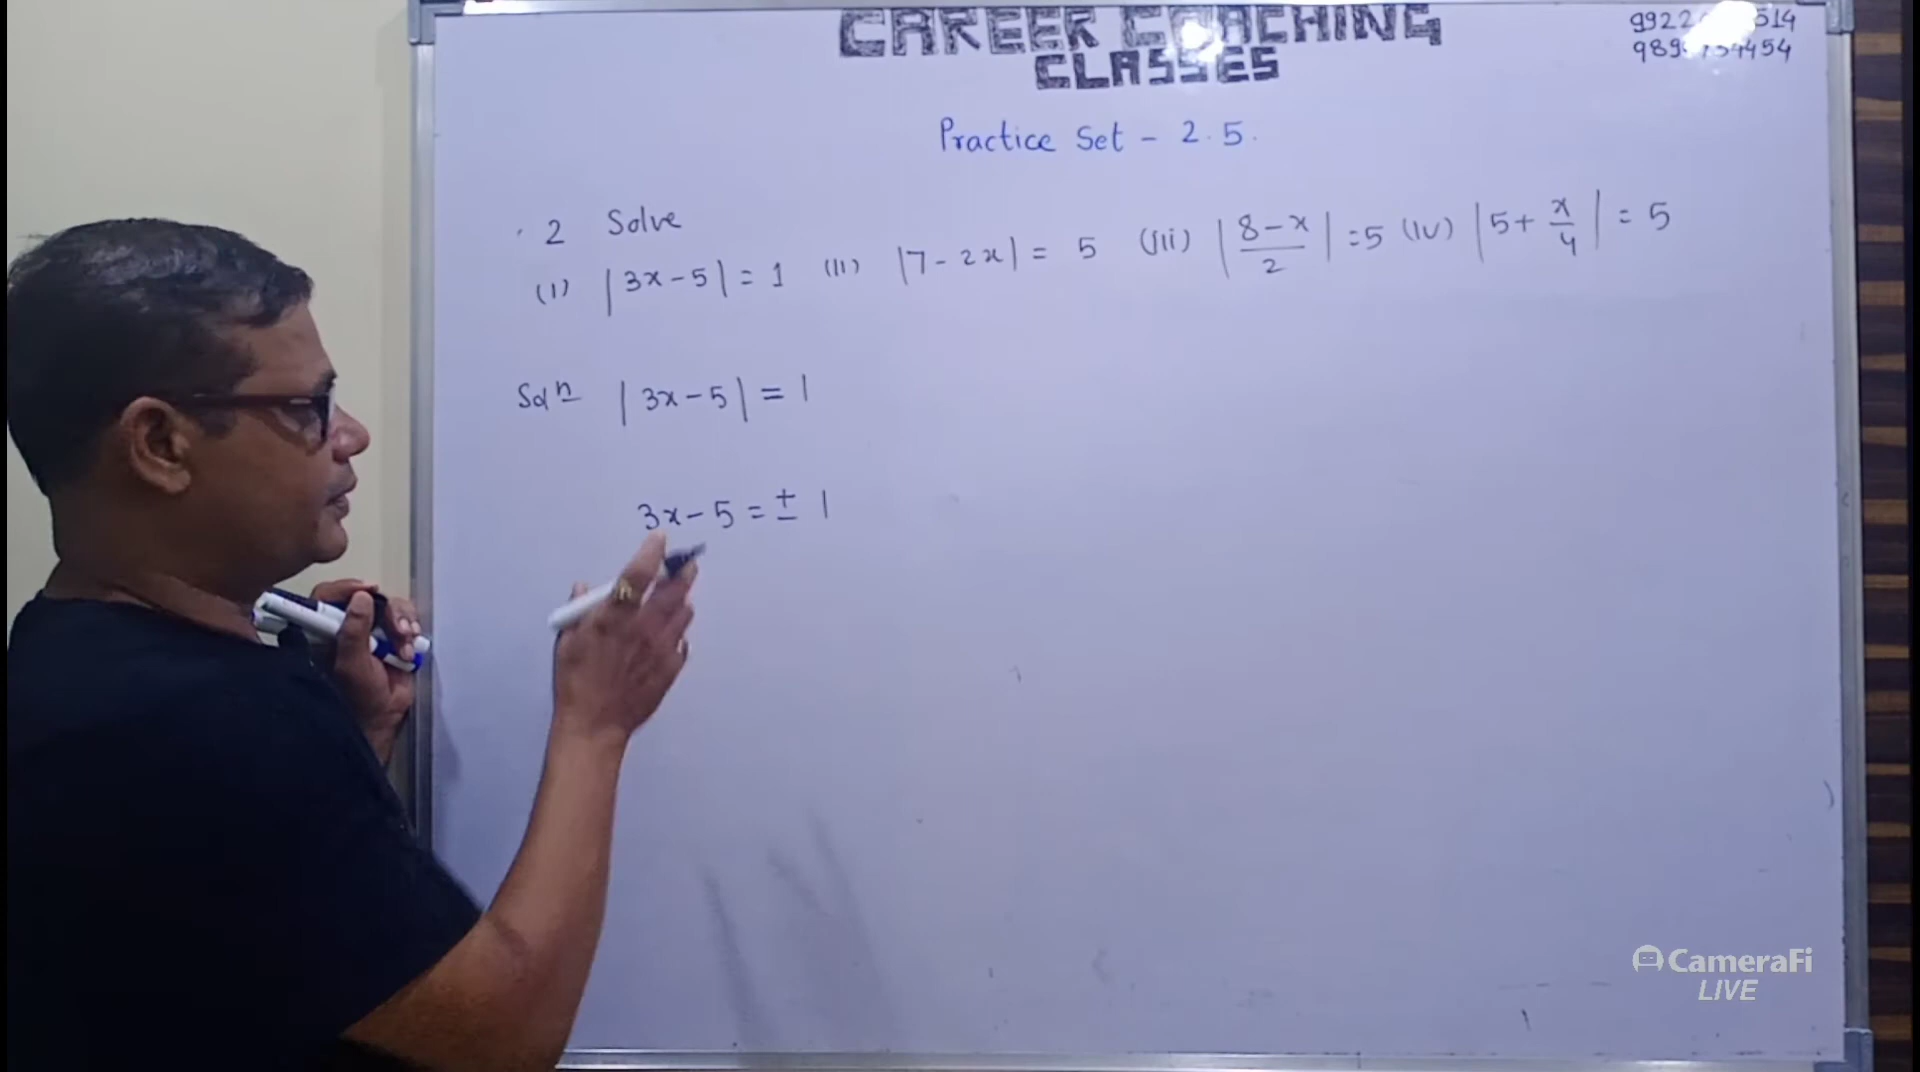 CAREER COACHING
CLASSES
Practice Set - 2.5.
2 Solve
(I) |3x-5| = 1 (II) |7-2x| = 5 (III) |8-x/2| = 5 (IV) |5+x/4| = 5
Solⁿ |3x-5| = 1
3x-5 = ± 1
CameraFi
LIVE